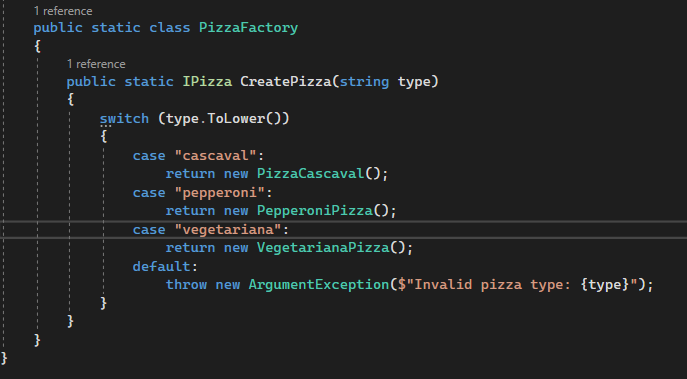 1 reference
public static class PizzaFactory
{
1 reference
public static IPizza CreatePizza(string type)
{
switch (type.ToLower())
{
case "cascaval":
return new PizzaCascaval();
case "pepperoni":
return new PepperoniPizza();
case "vegetariana":
return new VegetarianaPizza();
default:
throw new ArgumentException($"Invalid pizza type: {type}");
}
}
}
}